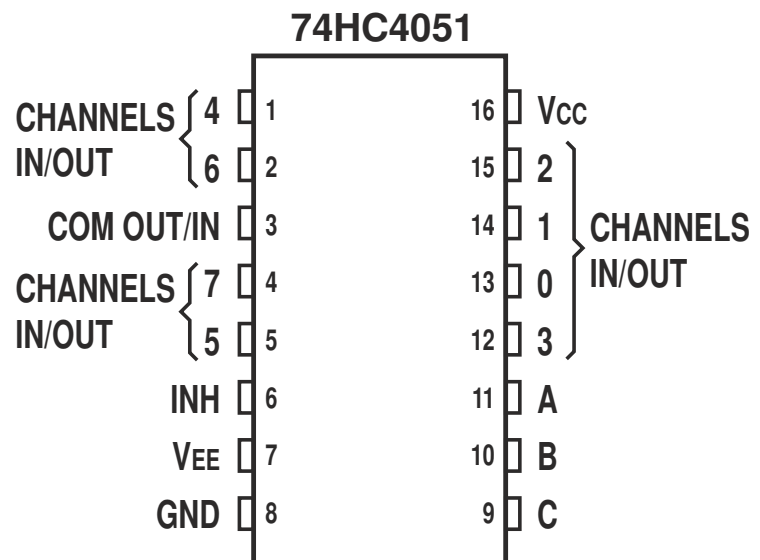 74HC4051
CHANNELS
IN/OUT
4 1
6 2
COM OUT/IN 3
CHANNELS
IN/OUT
7 4
5 5
INH 6
VEE 7
GND 8
16 VCC
15 2
14 1
13 0
12 3
CHANNELS
IN/OUT
11 A
10 B
9 C